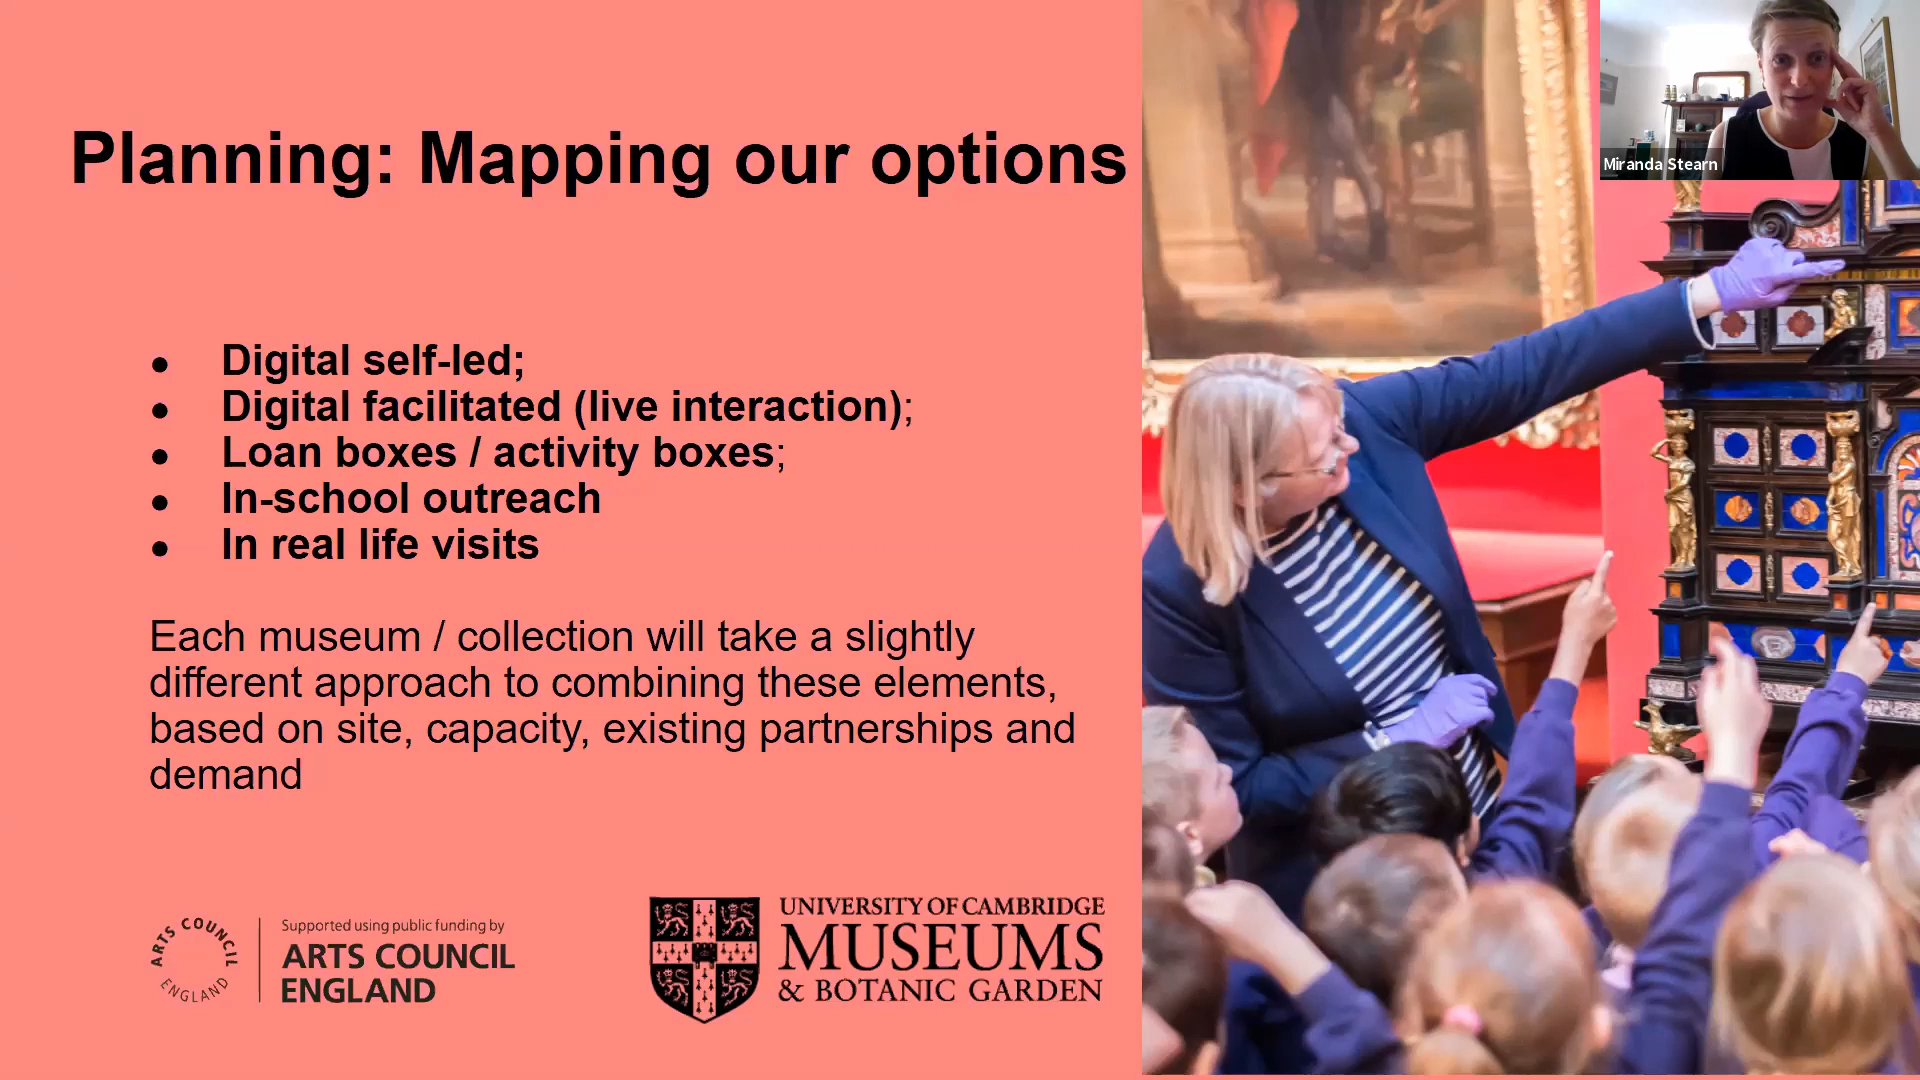 Planning: Mapping our options
Miranda Stearn
● Digital self-led;
● Digital facilitated (live interaction);
● Loan boxes / activity boxes;
● In-school outreach
● In real life visits
Each museum / collection will take a slightly
different approach to combining these elements,
based on site, capacity, existing partnerships and
demand
ARTS COUNCIL
ENGLAND
Supported using public funding by
ARTS COUNCIL
ENGLAND
UNIVERSITY OF CAMBRIDGE
MUSEUMS
& BOTANIC GARDEN